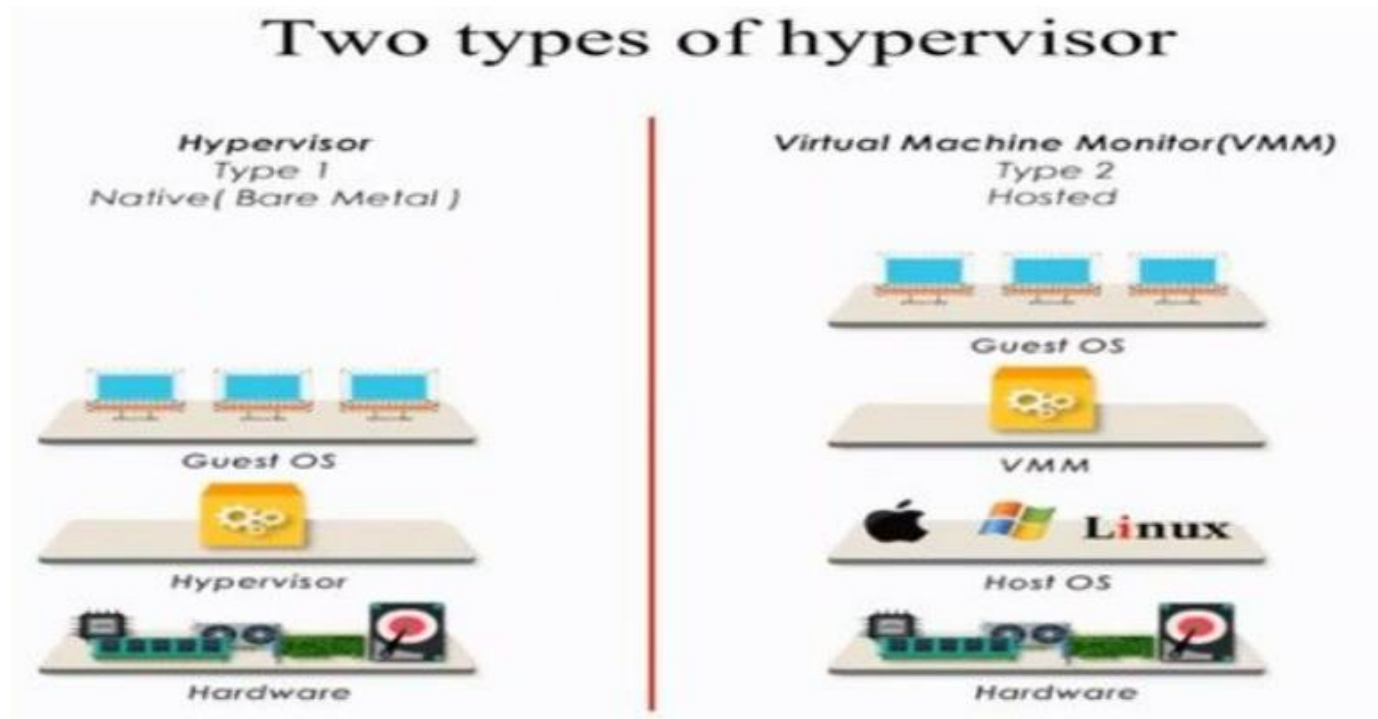 Two types of hypervisor
Hypervisor
Type 1
Native( Bare Metal )
Guest OS
Hypervisor
Hardware
Virtual Machine Monitor(VMM)
Type 2
Hosted
Guest OS
VMM
Linux
Host OS
Hardware